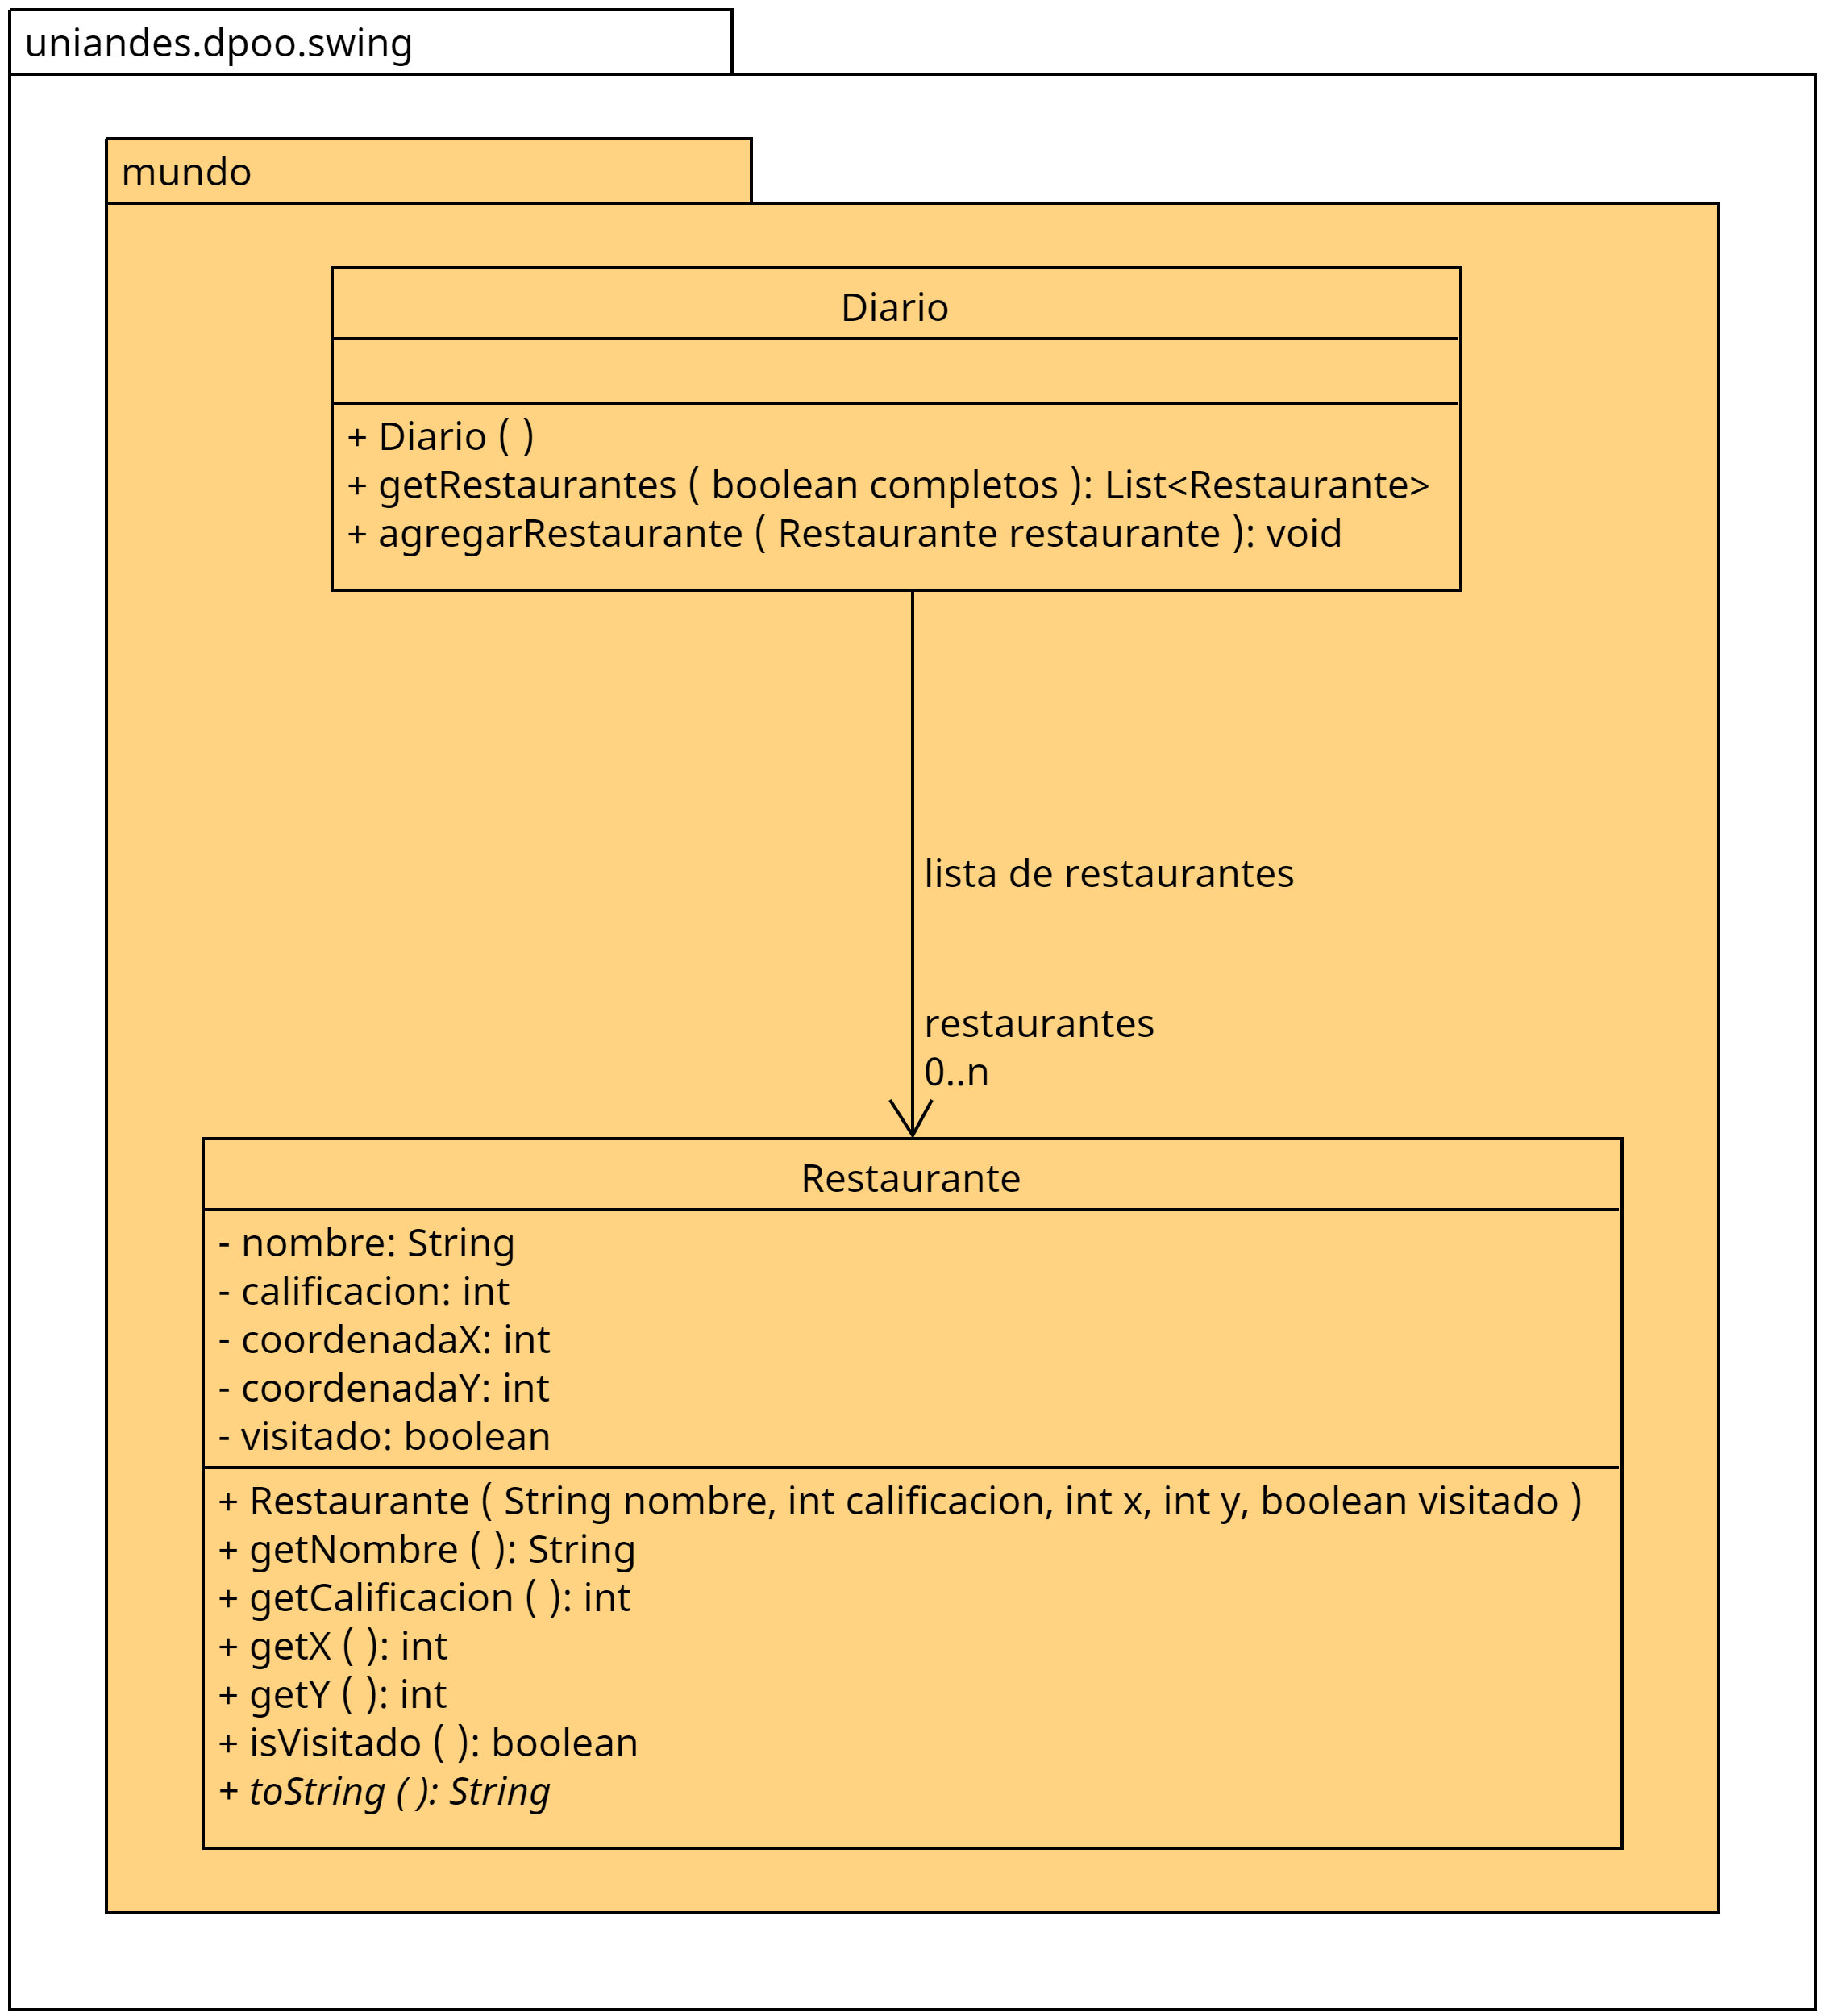 uniandes.dpoo.swing
mundo
Diario
+ Diario ( )
+ getRestaurantes ( boolean completos ): List<Restaurante>
+ agregarRestaurante ( Restaurante restaurante ): void
lista de restaurantes
restaurantes
0..n
Restaurante
- nombre: String
- calificacion: int
- coordenadaX: int
- coordenadaY: int
- visitado: boolean
+ Restaurante ( String nombre, int calificacion, int x, int y, boolean visitado )
+ getNombre ( ): String
+ getCalificacion ( ): int
+ getX ( ): int
+ getY ( ): int
+ isVisitado ( ): boolean
+ toString ( ): String